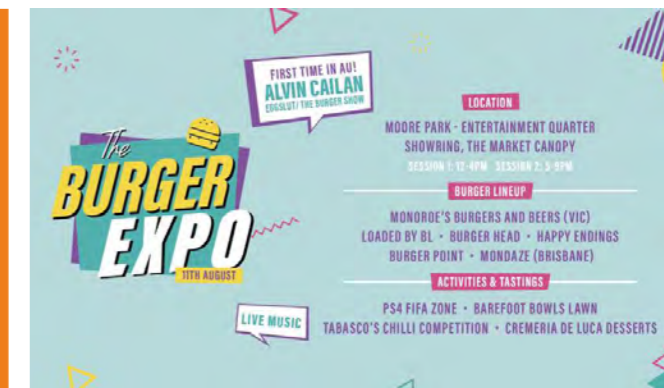 The
BURGER
EXPO
11TH AUGUST
FIRST TIME IN AU!
ALVIN CAILAN
EGGSLUT/ THE BURGER SHOW
LIVE MUSIC
LOCATION
MOORE PARK - ENTERTAINMENT QUARTER
SHOWRING, THE MARKET CANOPY
SESSION 1: 12-4PM SESSION 2: 5-9PM
BURGER LINEUP
MONOROE'S BURGERS AND BEERS (VIC)
LOADED BY BL • BURGER HEAD • HAPPY ENDINGS
BURGER POINT • MONDAZE (BRISBANE)
ACTIVITIES & TASTINGS
PS4 FIFA ZONE • BAREFOOT BOWLS LAWN
TABASCO'S CHILLI COMPETITION • CREMERIA DE LUCA DESSERTS